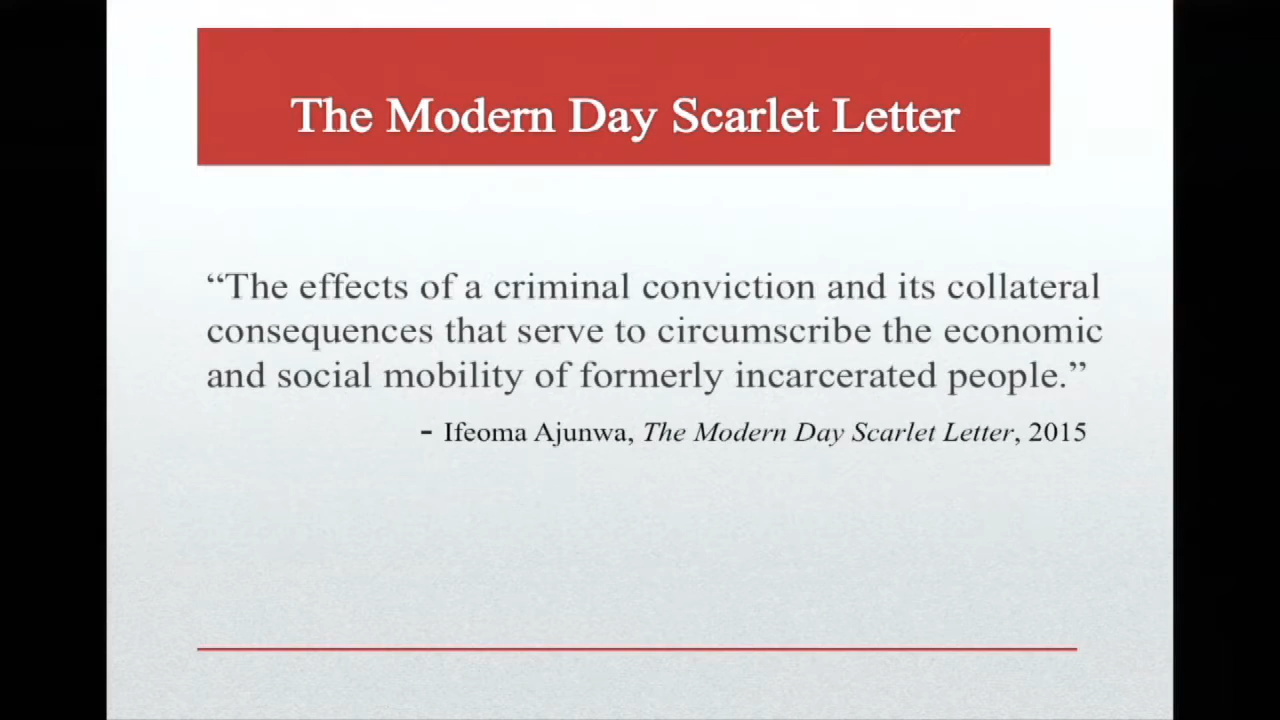 The Modern Day Scarlet Letter
“The effects of a criminal conviction and its collateral
consequences that serve to circumscribe the economic
and social mobility of formerly incarcerated people.”
- Ifeoma Ajunwa, The Modern Day Scarlet Letter, 2015